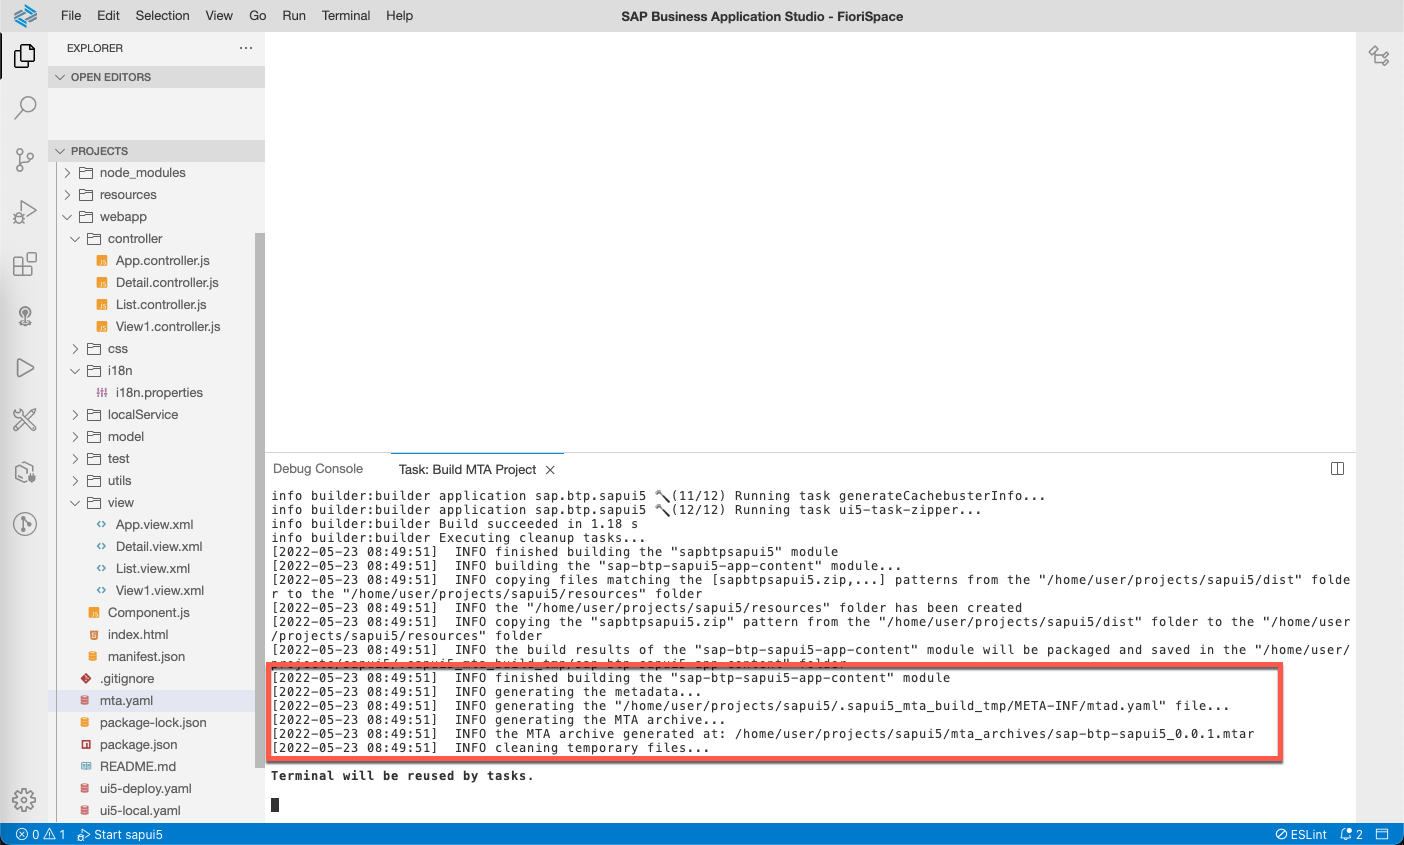 File Edit Selection View Go Run Terminal Help
SAP Business Application Studio - FioriSpace
EXPLORER
OPEN EDITORS
PROJECTS
node_modules
resources
webapp
controller
App.controller.js
Detail.controller.js
List.controller.js
View1.controller.js
css
i18n
i18n.properties
localService
model
test
utils
view
App.view.xml
Detail.view.xml
List.view.xml
View1.view.xml
Component.js
index.html
manifest.json
.gitignore
mta.yaml
package-lock.json
package.json
README.md
ui5-deploy.yaml
ui5-local.yaml
Debug Console
Task: Build MTA Project
info builder:builder application sap.btp.sapui5 🔨(11/12) Running task generateCachebusterInfo...
info builder:builder application sap.btp.sapui5 🔨(12/12) Running task ui5-task-zipper...
info builder:builder Build succeeded in 1.18 s
info builder:builder Executing cleanup tasks...
[2022-05-23 08:49:51]  INFO finished building the "sapbtpsapui5" module
[2022-05-23 08:49:51]  INFO building the "sap-btp-sapui5-app-content" module...
[2022-05-23 08:49:51]  INFO copying files matching the [sapbtpsapui5.zip,...] patterns from the "/home/user/projects/sapui5/dist" folde
r to the "/home/user/projects/sapui5/resources" folder
[2022-05-23 08:49:51]  INFO the "/home/user/projects/sapui5/resources" folder has been created
[2022-05-23 08:49:51]  INFO copying the "sapbtpsapui5.zip" pattern from the "/home/user/projects/sapui5/dist" folder to the "/home/user
/projects/sapui5/resources" folder
[2022-05-23 08:49:51]  INFO the build results of the "sap-btp-sapui5-app-content" module will be packaged and saved in the "/home/user/
projects/sapui5/.sapui5_mta_build_tmp/sap-btp-sapui5-app-content" folder
[2022-05-23 08:49:51]  INFO finished building the "sap-btp-sapui5-app-content" module
[2022-05-23 08:49:51]  INFO generating the metadata...
[2022-05-23 08:49:51]  INFO generating the "/home/user/projects/sapui5/.sapui5_mta_build_tmp/META-INF/mtad.yaml" file...
[2022-05-23 08:49:51]  INFO generating the MTA archive...
[2022-05-23 08:49:51]  INFO the MTA archive generated at: /home/user/projects/sapui5/mta_archives/sap-btp-sapui5_0.0.1.mtar
[2022-05-23 08:49:51]  INFO cleaning temporary files...
Terminal will be reused by tasks.
0 1 Start sapui5
ESLint 2